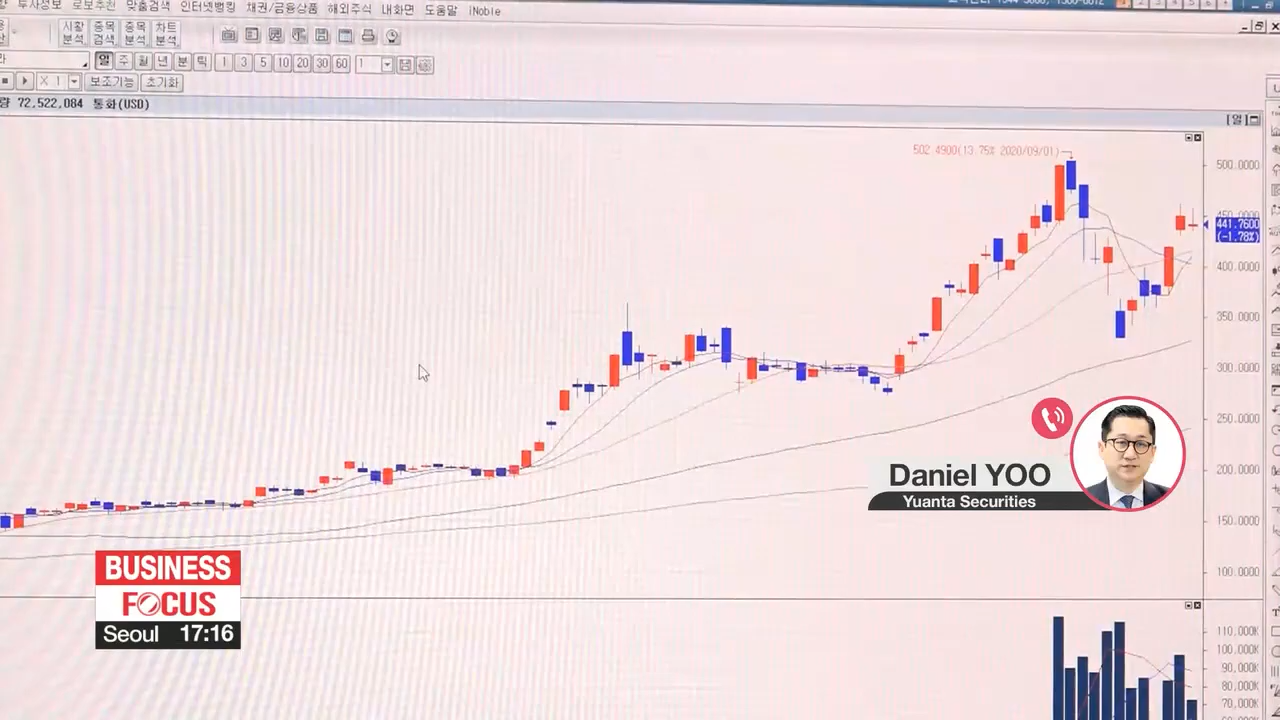 투자정보 로보추천 맞춤검색 인터넷뱅킹 채권/금융상품 해외주식 내화면 도움말 iNoble
시황 종목 종목 차트
분석 검색 분석 분석
일 주 월 년 분 틱 1 3 5 10 20 30 60 1
X 1 보조기능 초기화
72,522,084 통화(USD)
[일]
502.4900(13.75% 2020/09/01)
500.0000
450.0000
441.7600
(-1.78%)
400.0000
350.0000
300.0000
250.0000
200.0000
150.0000
100.0000
Daniel YOO
Yuanta Securities
BUSINESS
FOCUS
Seoul 17:16
110,000K
100,000K
90,000K
80,000K
70,000K